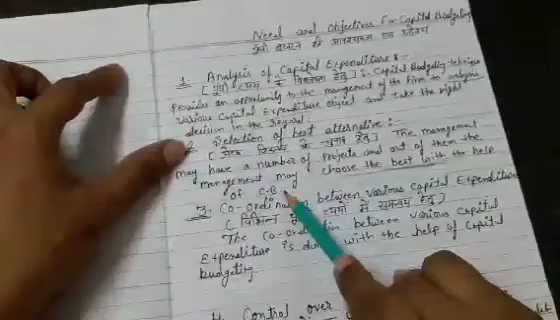 Need and Objectives for Capital Budgeting
पूंजी बजटन की आवश्यकता एवं उद्देश्य
1. Analysis of Capital Expenditure :-
[पूंजी व्यय के विश्लेषण हेतु] :- Capital Budgeting technique
Provides an opportunity to the mangement of the firm to analyse
various Capital Expenditure Object and Take the right
decision in the Regard.
2. Selection of best alternative:-
[श्रेष्ठ विकल्प के चुनाव हेतु] The management
may have a number of Projects and out of them the
management may choose the best with the help
of C.B
3. Co-ordination between various Capital Expenditure
( विभिन्न पूंजी व्ययों में समन्वय हेतु )
The Co-ordination between various Capital
Expenditure is done with the help of Capital
budgeting
Control over